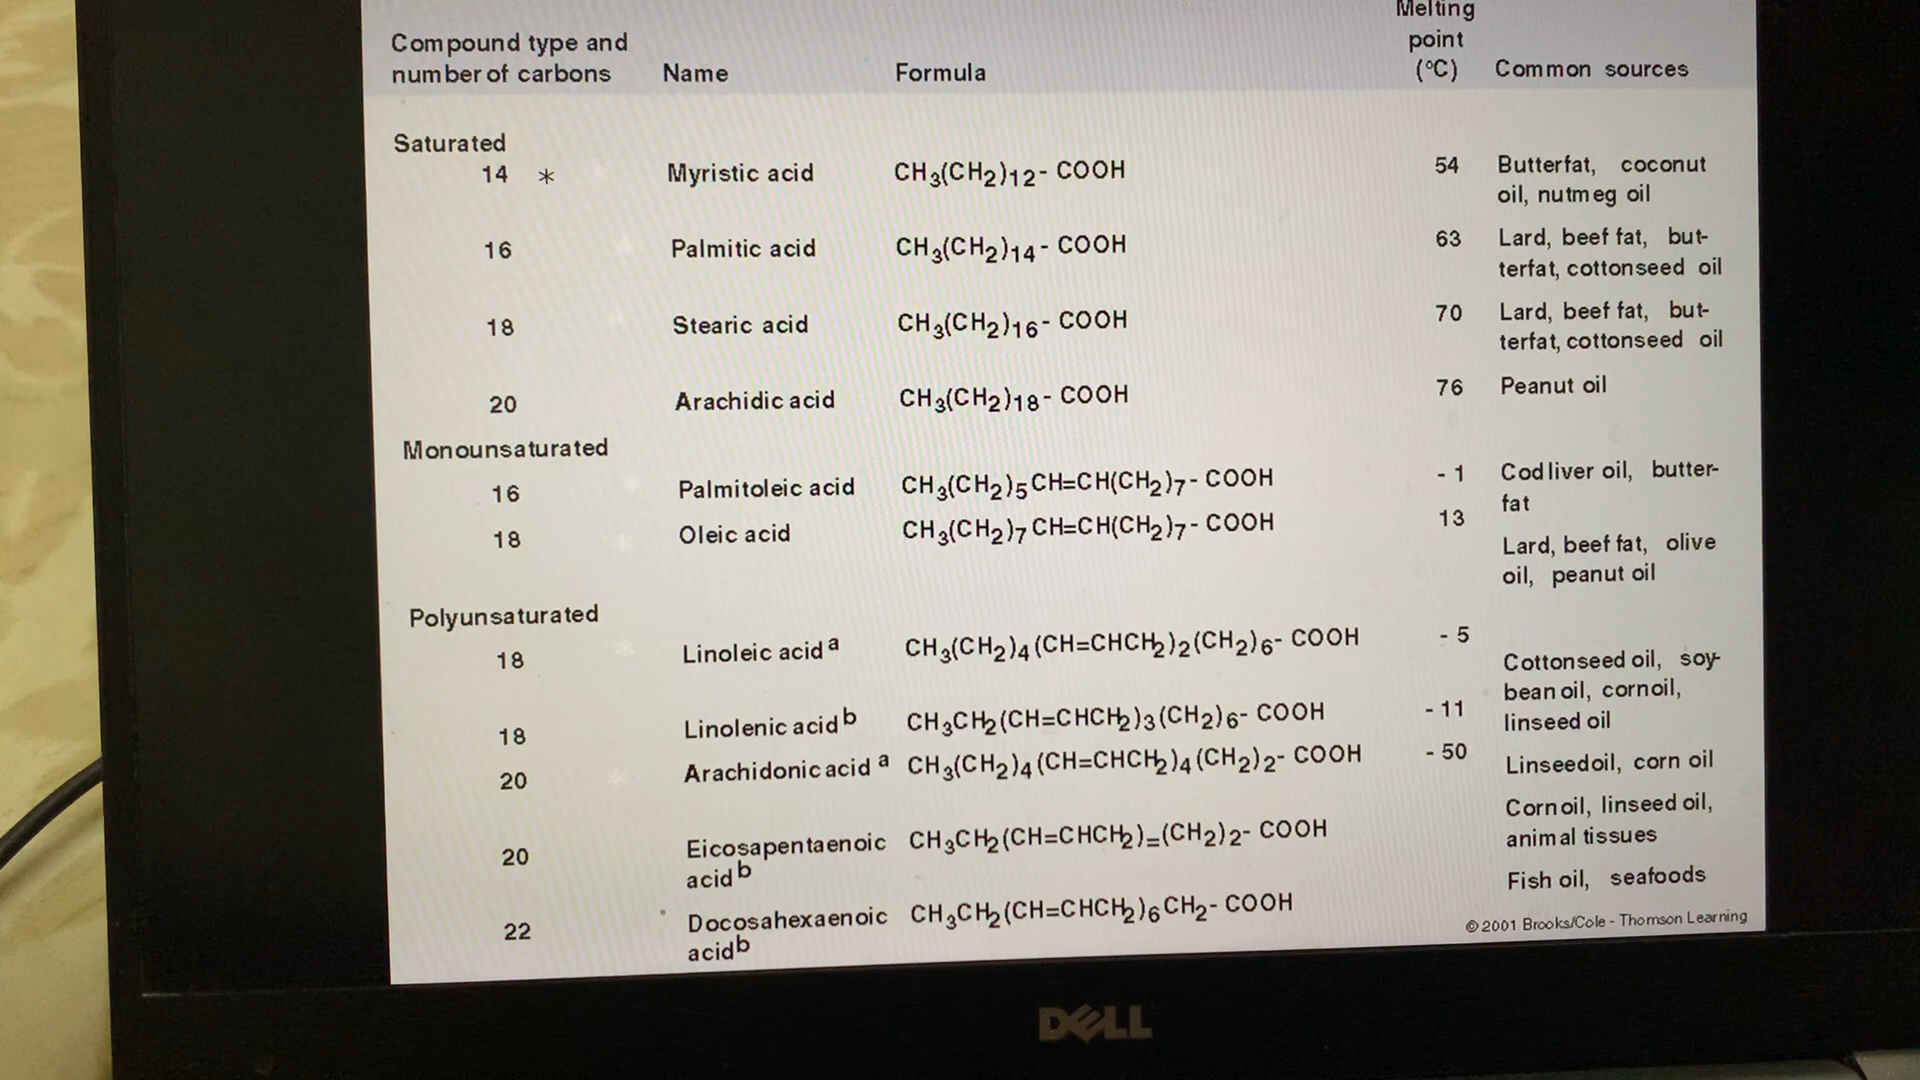 Melting
Compound type and point
number of carbons Name Formula (°C) Common sources
Saturated
14 * Myristic acid CH3(CH2)12- COOH 54 Butterfat, coconut
oil, nutmeg oil
16 Palmitic acid CH3(CH2)14- COOH 63 Lard, beef fat, but-
terfat, cottonseed oil
18 Stearic acid CH3(CH2)16- COOH 70 Lard, beef fat, but-
terfat, cottonseed oil
20 Arachidic acid CH3(CH2)18- COOH 76 Peanut oil
Monounsaturated
16 Palmitoleic acid CH3(CH2)5CH=CH(CH2)7- COOH - 1 Cod liver oil, butter-
fat
18 Oleic acid CH3(CH2)7CH=CH(CH2)7- COOH 13
Lard, beef fat, olive
oil, peanut oil
Polyunsaturated
18 Linoleic acid a CH3(CH2)4(CH=CHCH2)2(CH2)6- COOH - 5
Cottonseed oil, soy-
bean oil, corn oil,
18 Linolenic acid b CH3CH2(CH=CHCH2)3(CH2)6- COOH - 11 linseed oil
20 Arachidonic acid a CH3(CH2)4(CH=CHCH2)4(CH2)2- COOH - 50 Linseed oil, corn oil
Corn oil, linseed oil,
20 Eicosapentaenoic CH3CH2(CH=CHCH2)=(CH2)2- COOH animal tissues
acid b
Fish oil, seafoods
22 Docosahexaenoic CH3CH2(CH=CHCH2)6CH2- COOH
acid b
© 2001 Brooks/Cole - Thomson Learning
DELL